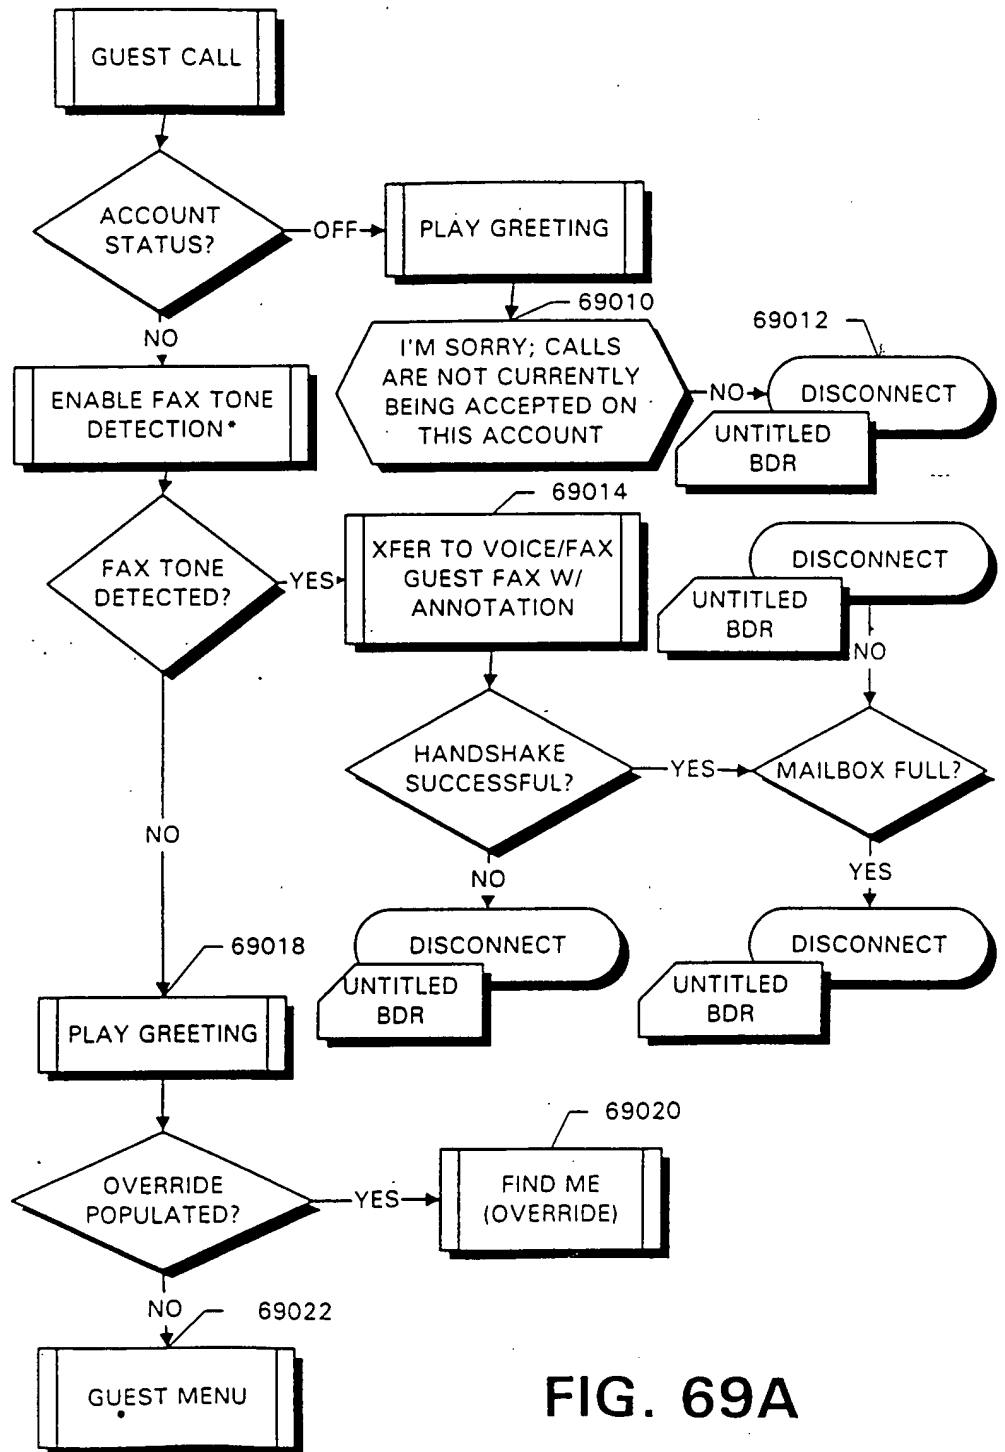 GUEST CALL
ACCOUNT
STATUS?
OFF
PLAY GREETING
69010
NO
I'M SORRY; CALLS
ARE NOT CURRENTLY
BEING ACCEPTED ON
THIS ACCOUNT
NO
69012
DISCONNECT
UNTITLED
BDR
ENABLE FAX TONE
DETECTION*
FAX TONE
DETECTED?
YES
69014
XFER TO VOICE/FAX
GUEST FAX W/
ANNOTATION
DISCONNECT
UNTITLED
BDR
NO
HANDSHAKE
SUCCESSFUL?
YES
MAILBOX FULL?
NO
NO
YES
DISCONNECT
UNTITLED
BDR
DISCONNECT
UNTITLED
BDR
69018
PLAY GREETING
OVERRIDE
POPULATED?
YES
69020
FIND ME
(OVERRIDE)
NO
69022
GUEST MENU
FIG. 69A